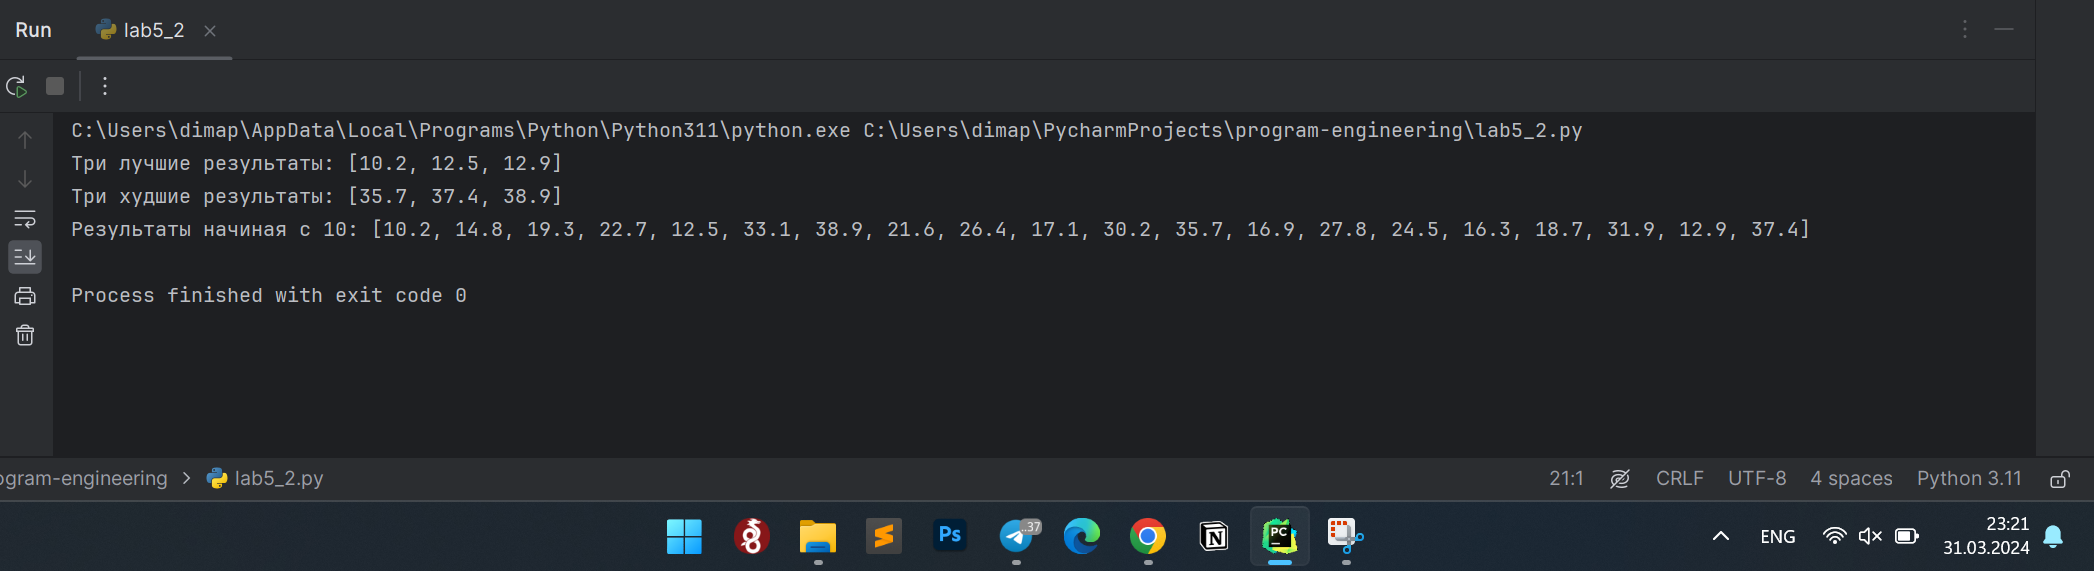 Run lab5_2
C:\Users\dimap\AppData\Local\Programs\Python\Python311\python.exe C:\Users\dimap\PycharmProjects\program-engineering\lab5_2.py
Три лучшие результаты: [10.2, 12.5, 12.9]
Три худшие результаты: [35.7, 37.4, 38.9]
Результаты начиная с 10: [10.2, 14.8, 19.3, 22.7, 12.5, 33.1, 38.9, 21.6, 26.4, 17.1, 30.2, 35.7, 16.9, 27.8, 24.5, 16.3, 18.7, 31.9, 12.9, 37.4]
Process finished with exit code 0
ogram-engineering > lab5_2.py 21:1 CRLF UTF-8 4 spaces Python 3.11
Ps ..37 N PC ENG 23:21
31.03.2024